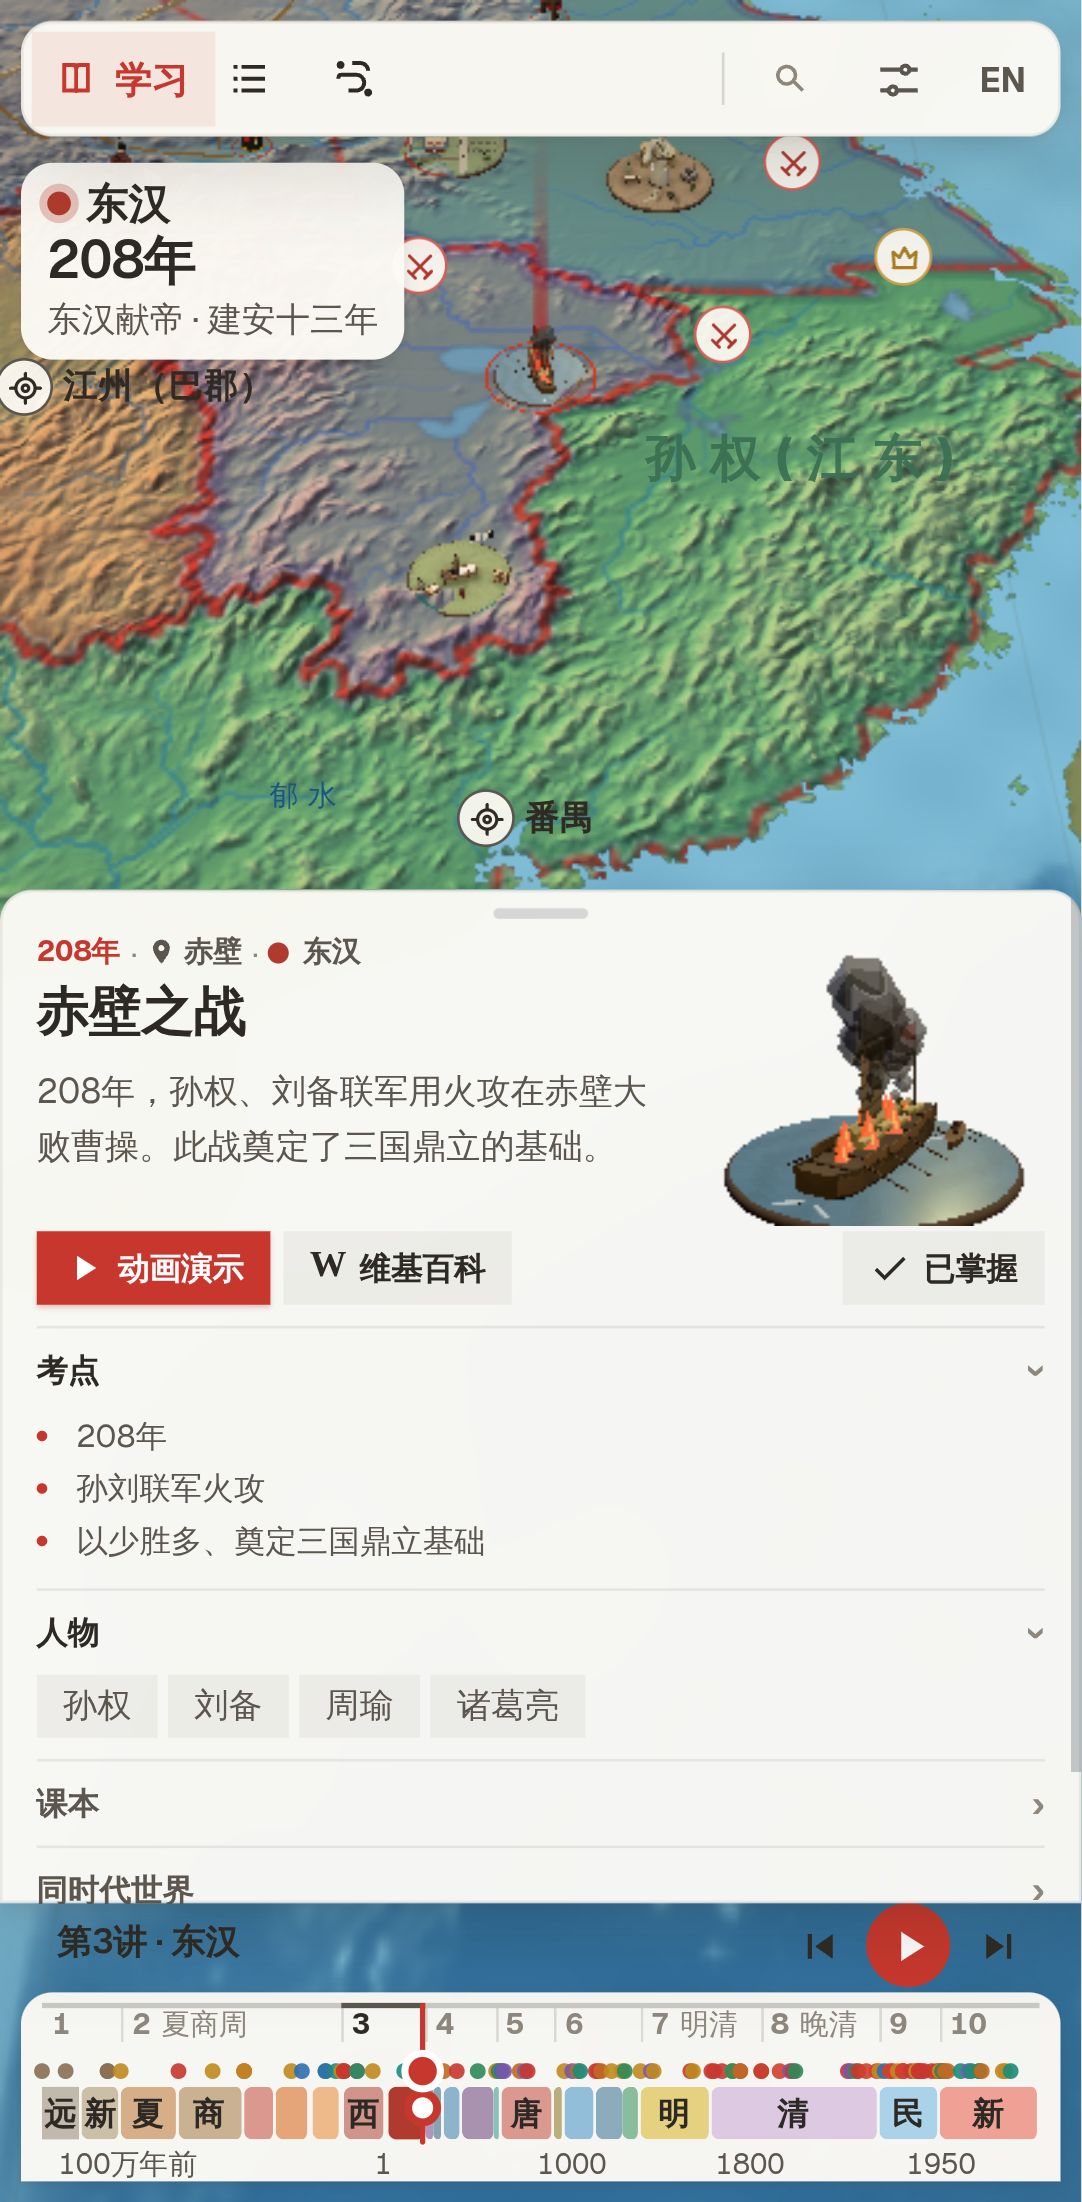 学习
EN
东汉
208年
东汉献帝 · 建安十三年
江州（巴郡）
孙权(江东)
郁水
番禺
208年 · 赤壁 · 东汉
赤壁之战
208年，孙权、刘备联军用火攻在赤壁大
败曹操。此战奠定了三国鼎立的基础。
动画演示
W 维基百科
已掌握
考点
208年
孙刘联军火攻
以少胜多、奠定三国鼎立基础
人物
孙权 刘备 周瑜 诸葛亮
课本
同时代世界
第3讲 · 东汉
1 2 夏商周 3 4 5 6 7 明清 8 晚清 9 10
远 新 夏 商 西 唐 明 清 民 新
100万年前 1 1000 1800 1950